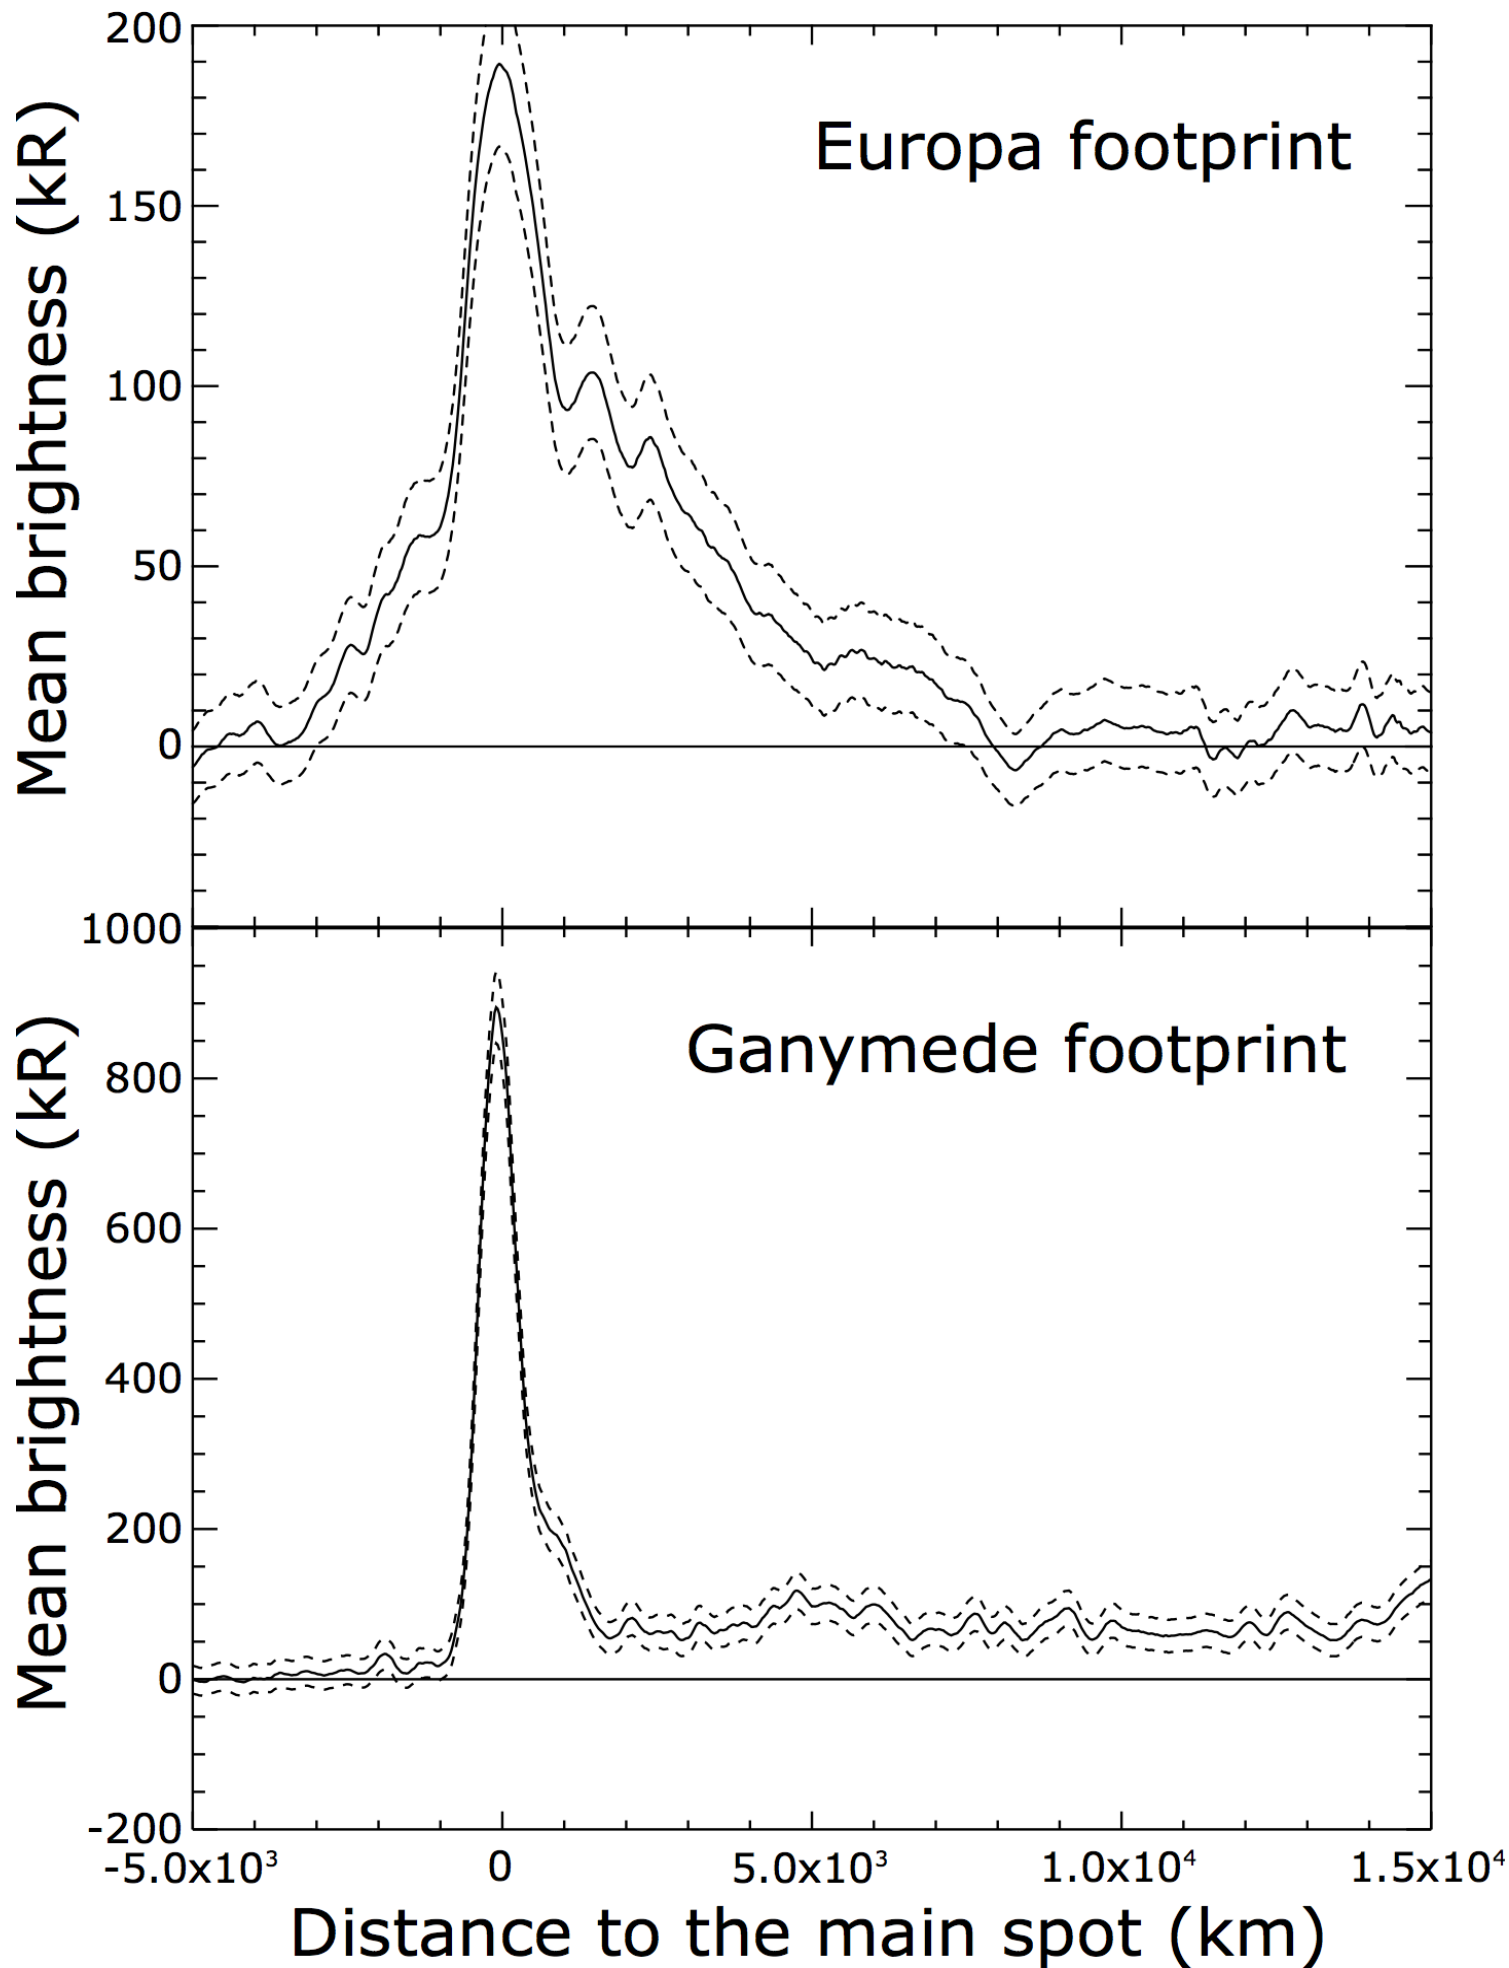 200
150
100
50
0
Mean brightness (kR)
Europa footprint
1000
800
600
400
200
0
-200
Mean brightness (kR)
Ganymede footprint
-5.0x10³ 0 5.0x10³ 1.0x10⁴ 1.5x10⁴
Distance to the main spot (km)